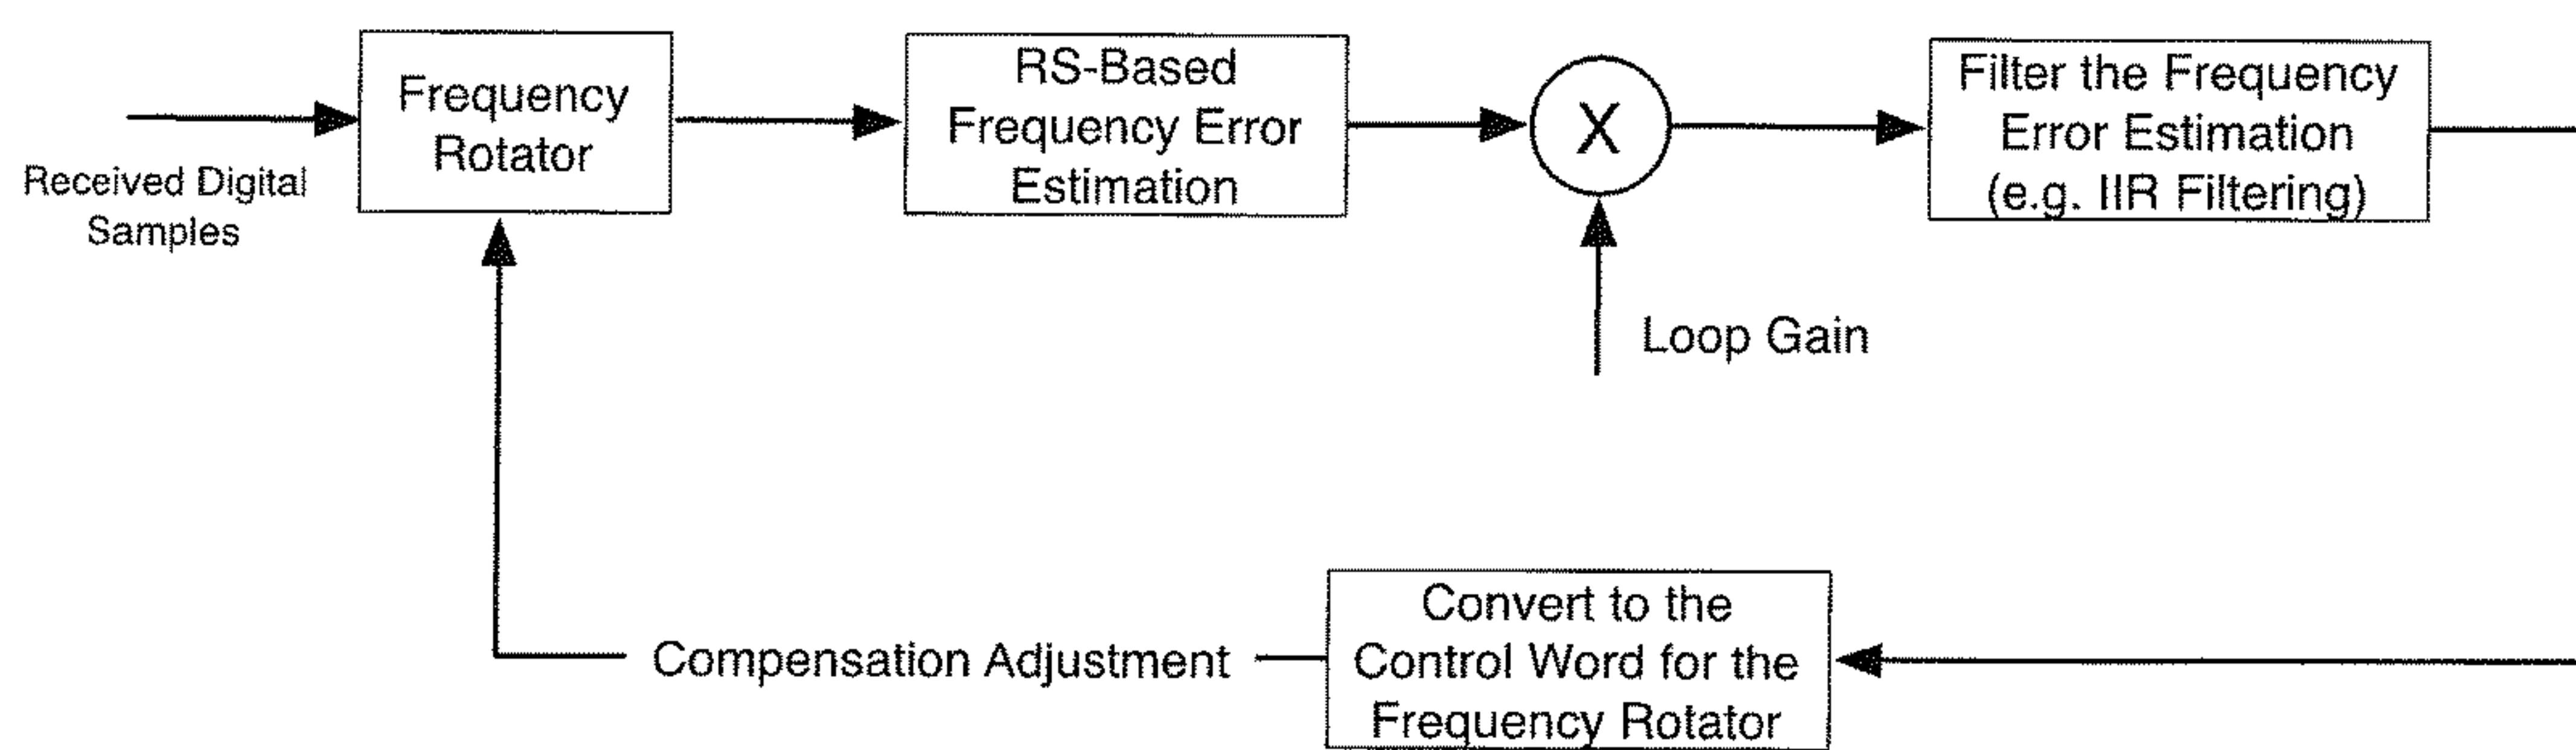 Frequency
Rotator
RS-Based
Frequency Error
Estimation
X
Filter the Frequency
Error Estimation
(e.g. IIR Filtering)
Received Digital
Samples
Loop Gain
Compensation Adjustment
Convert to the
Control Word for the
Frequency Rotator